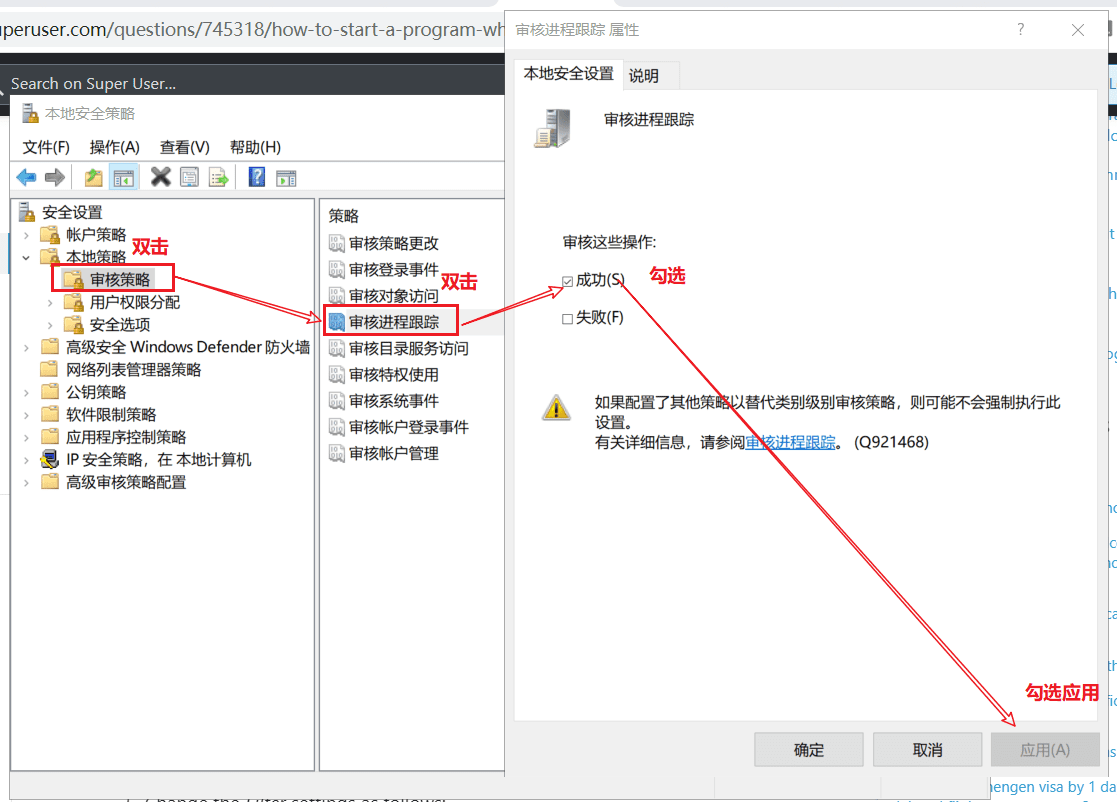 peruser.com/questions/745318/how-to-start-a-program-wh
Search on Super User...
本地安全策略
文件(F) 操作(A) 查看(V) 帮助(H)
安全设置
帐户策略
本地策略
双击
审核策略
用户权限分配
安全选项
高级安全 Windows Defender 防火墙
网络列表管理器策略
公钥策略
软件限制策略
应用程序控制策略
IP 安全策略，在 本地计算机
高级审核策略配置
策略
审核策略更改
审核登录事件
双击
审核对象访问
审核进程跟踪
审核目录服务访问
审核特权使用
审核系统事件
审核帐户登录事件
审核帐户管理
审核进程跟踪 属性
?
本地安全设置 说明
审核进程跟踪
审核这些操作:
成功(S)
勾选
失败(F)
如果配置了其他策略以替代类别级别审核策略，则可能不会强制执行此
设置。
有关详细信息，请参阅审核进程跟踪。 (Q921468)
勾选应用
确定 取消 应用(A)
hengen visa by 1 da